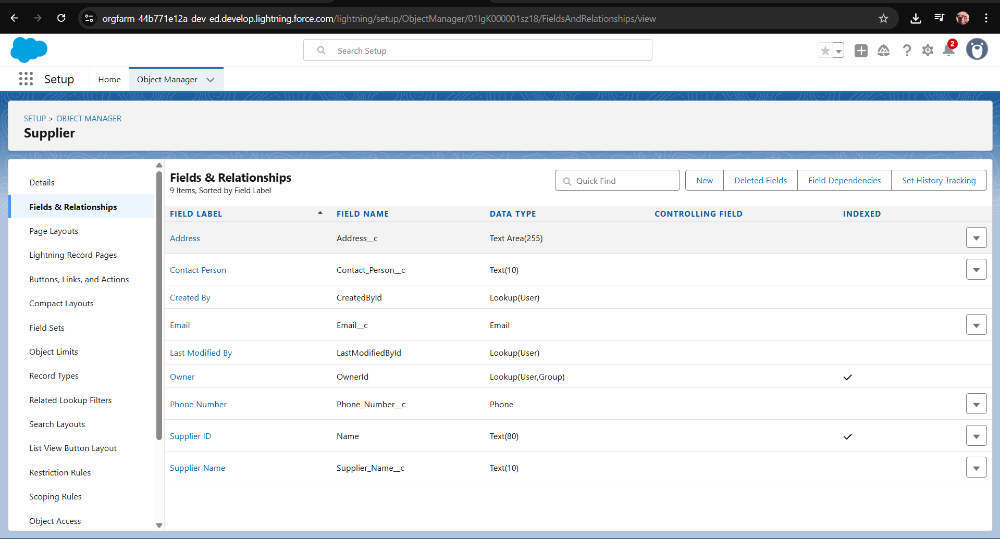 orgfarm-44b771e12a-dev-ed.develop.lightning.force.com/lightning/setup/ObjectManager/01IgK000001sz18/FieldsAndRelationships/view
Search Setup
2
Setup
Home
Object Manager
SETUP > OBJECT MANAGER
Supplier
Details
Fields & Relationships
Page Layouts
Lightning Record Pages
Buttons, Links, and Actions
Compact Layouts
Field Sets
Object Limits
Record Types
Related Lookup Filters
Search Layouts
List View Button Layout
Restriction Rules
Scoping Rules
Object Access
Fields & Relationships
9 Items, Sorted by Field Label
Quick Find
New
Deleted Fields
Field Dependencies
Set History Tracking
FIELD LABEL FIELD NAME DATA TYPE CONTROLLING FIELD INDEXED
Address Address__c Text Area(255)
Contact Person Contact_Person__c Text(10)
Created By CreatedById Lookup(User)
Email Email__c Email
Last Modified By LastModifiedById Lookup(User)
Owner OwnerId Lookup(User,Group)
Phone Number Phone_Number__c Phone
Supplier ID Name Text(80)
Supplier Name Supplier_Name__c Text(10)